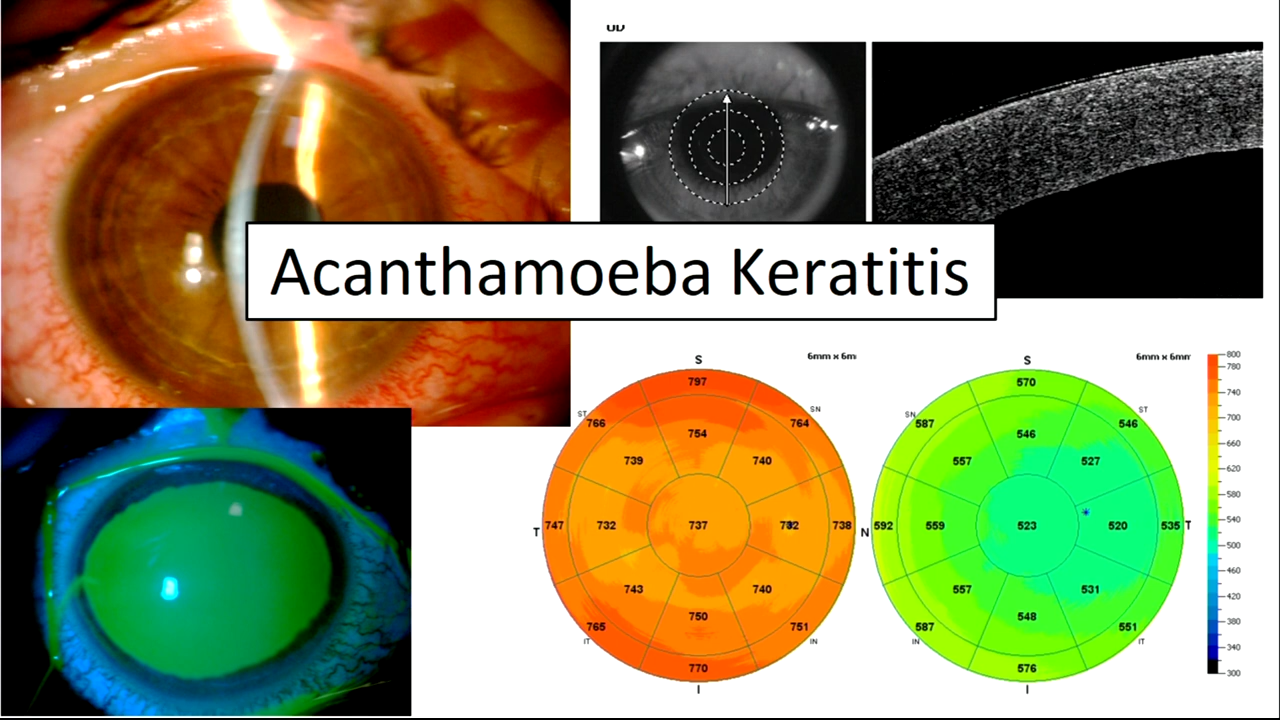 OD
Acanthamoeba Keratitis
6mm x 6m
6mm x 6mm
S
S
797
570
ST
766
764
SN
SN
587
546
ST
754
546
739
740
557
527
T
747
732
737
738
N
592
559
523
520
535
T
743
740
557
531
750
548
765
751
587
551
IT
IN
IN
IT
770
576
I
I
800
780
740
700
660
620
580
540
500
460
420
380
340
300